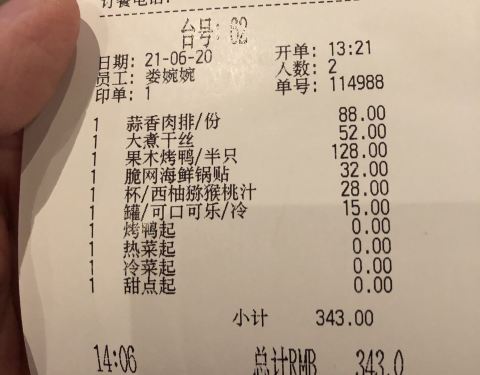 订餐电话:
台号: 02
日期: 21-06-20 开单: 13:21
员工: 娄婉婉 人数: 2
印单: 1 单号: 114988
1 蒜香肉排/份 88.00
1 大煮干丝 52.00
1 果木烤鸭/半只 128.00
1 脆网海鲜锅贴 32.00
1 杯/西柚猕猴桃汁 28.00
1 罐/可口可乐/冷 15.00
1 烤鸭起 0.00
1 热菜起 0.00
1 冷菜起 0.00
1 甜点起 0.00
小计 343.00
14:06 总计RMB 343.0